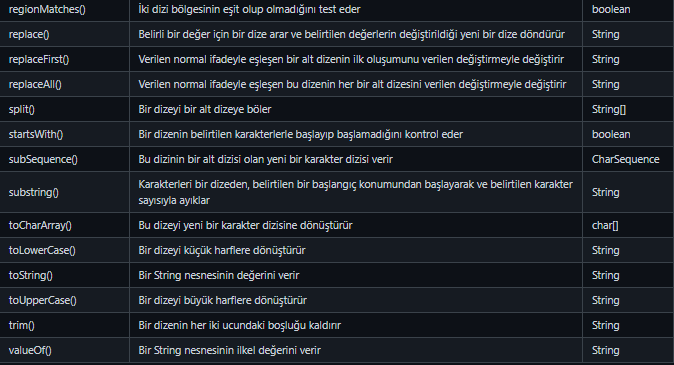 regionMatches() İki dizi bölgesinin eşit olup olmadığını test eder boolean
replace() Belirli bir değer için bir dize arar ve belirtilen değerlerin değiştirildiği yeni bir dize döndürür String
replaceFirst() Verilen normal ifadeyle eşleşen bir alt dizenin ilk oluşumunu verilen değiştirmeyle değiştirir String
replaceAll() Verilen normal ifadeyle eşleşen bu dizenin her bir alt dizesini verilen değiştirmeyle değiştirir String
split() Bir dizeyi bir alt dizeye böler String[]
startsWith() Bir dizenin belirtilen karakterlerle başlayıp başlamadığını kontrol eder boolean
subSequence() Bu dizinin bir alt dizisi olan yeni bir karakter dizisi verir CharSequence
substring() Karakterleri bir dizeden, belirtilen bir başlangıç konumundan başlayarak ve belirtilen karakter
sayısıyla ayıklar String
toCharArray() Bu dizeyi yeni bir karakter dizisine dönüştürür char[]
toLowerCase() Bir dizeyi küçük harflere dönüştürür String
toString() Bir String nesnesinin değerini verir String
toUpperCase() Bir dizeyi büyük harflere dönüştürür String
trim() Bir dizenin her iki ucundaki boşluğu kaldırır String
valueOf() Bir String nesnesinin ilkel değerini verir String